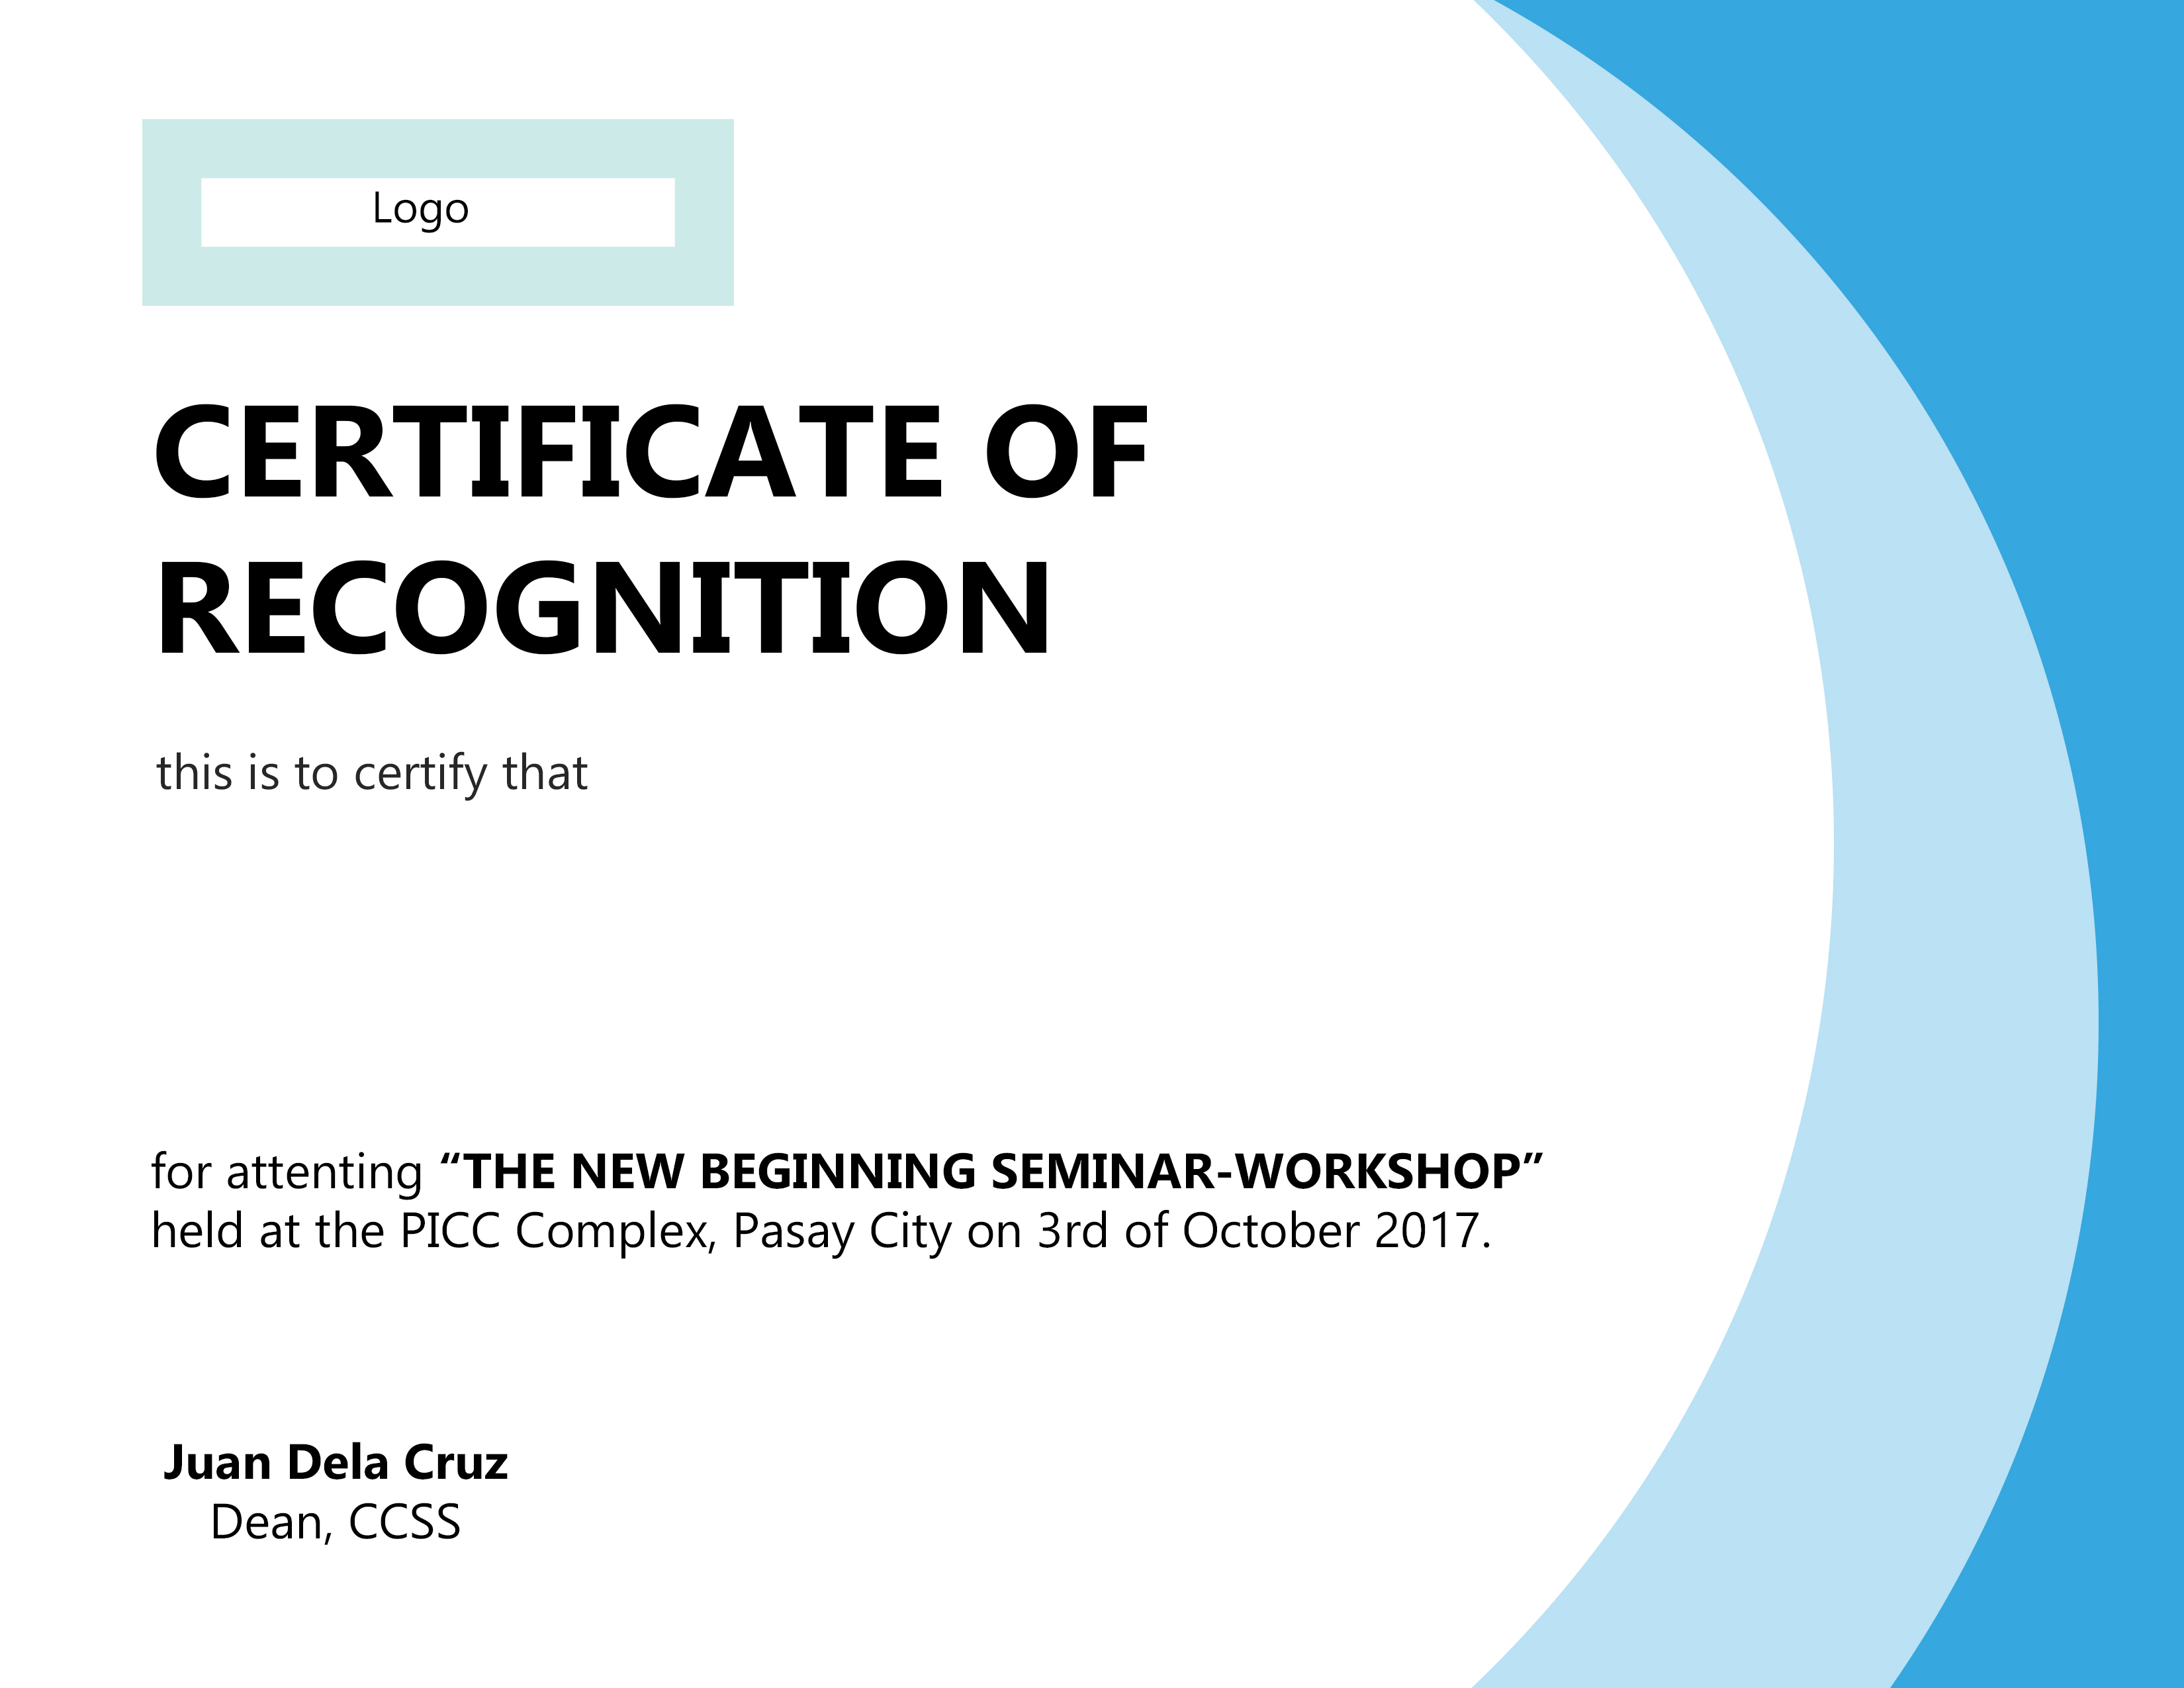 Logo
CERTIFICATE OF
RECOGNITION
this is to certify that
for attenting “THE NEW BEGINNING SEMINAR-WORKSHOP”
held at the PICC Complex, Pasay City on 3rd of October 2017.
Juan Dela Cruz
Dean, CCSS